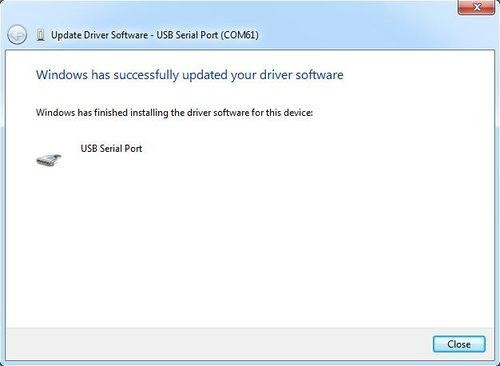 Update Driver Software - USB Serial Port (COM61)
Windows has successfully updated your driver software
Windows has finished installing the driver software for this device:
USB Serial Port
Close